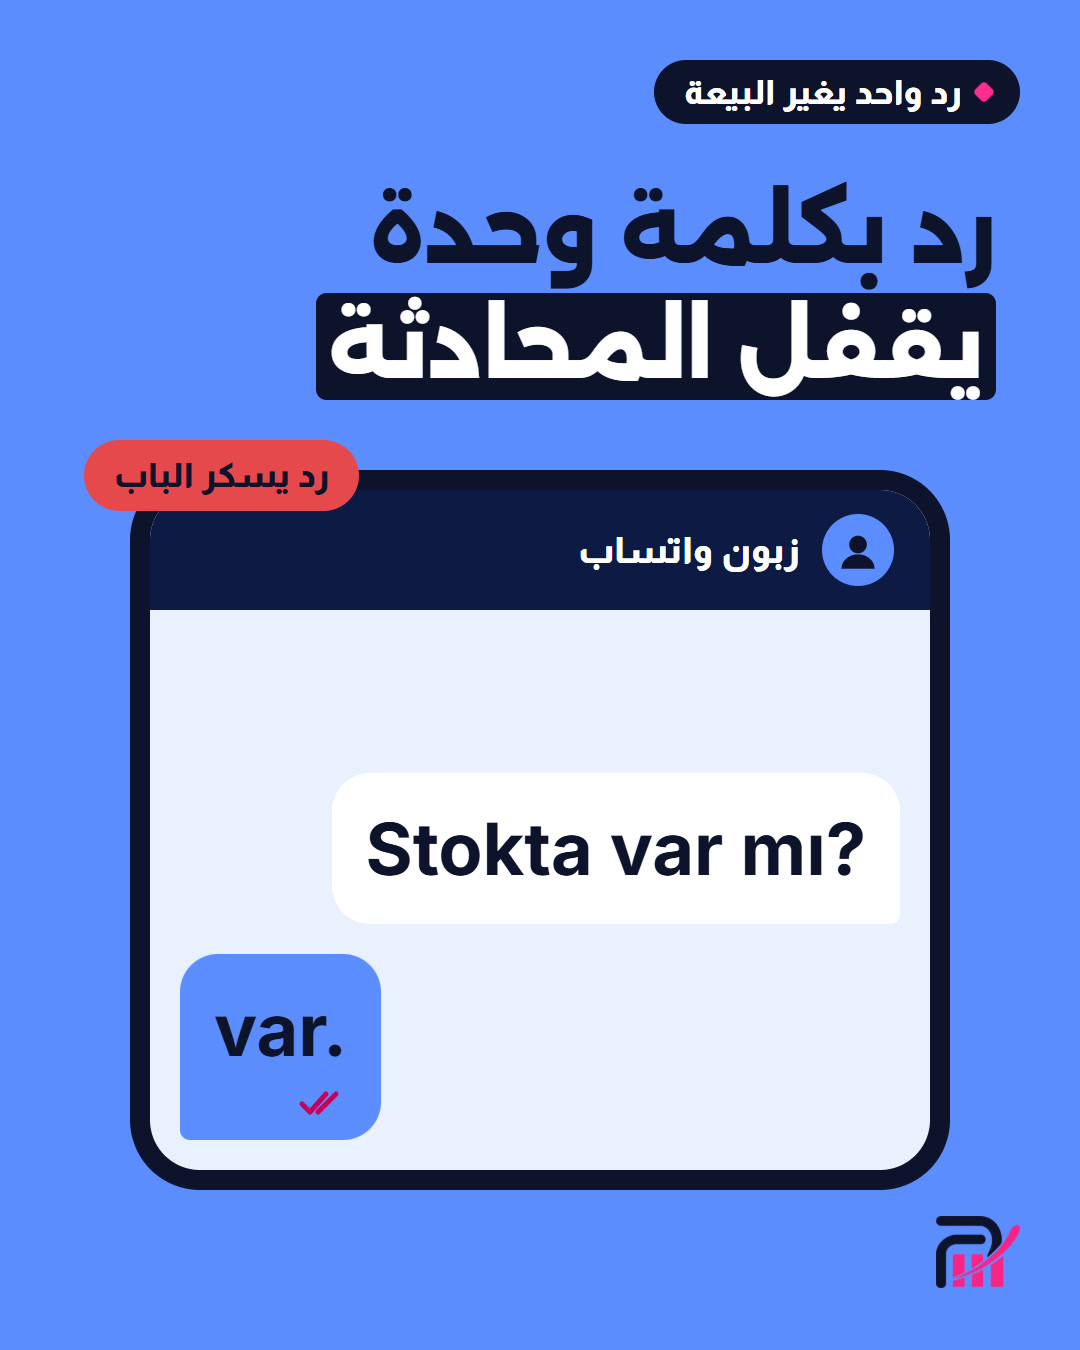 رد واحد يغير البيعة
رد بكلمة وحدة
يقفل المحادثة
رد يسكر الباب
زبون واتساب
Stokta var mı?
var.